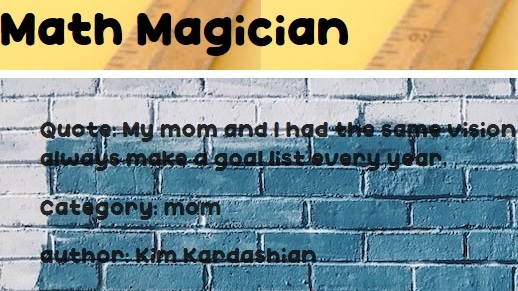 Math Magician
Quote: My mom and I had the same vision
always make a goal list every year.
Category: mom
author: Kim Kardashian